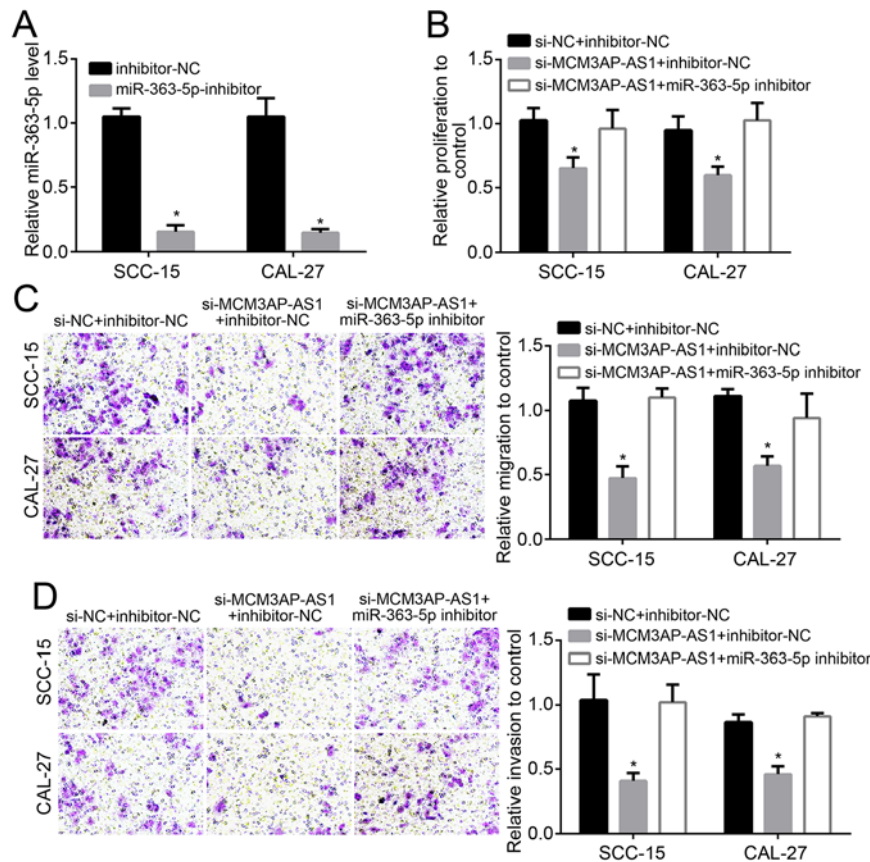 A
Relative miR-363-5p level
1.5
1.0
0.5
0.0
inhibitor-NC
miR-363-5p-inhibitor
*
*
SCC-15
CAL-27
B
si-NC+inhibitor-NC
si-MCM3AP-AS1+inhibitor-NC
si-MCM3AP-AS1+miR-363-5p inhibitor
Relative proliferation to
control
1.5
1.0
0.5
0.0
*
*
SCC-15
CAL-27
C
si-NC+inhibitor-NC
si-MCM3AP-AS1
+inhibitor-NC
si-MCM3AP-AS1+
miR-363-5p inhibitor
SCC-15
CAL-27
si-NC+inhibitor-NC
si-MCM3AP-AS1+inhibitor-NC
si-MCM3AP-AS1+miR-363-5p inhibitor
Relative migration to control
1.5
1.0
0.5
0.0
*
*
SCC-15
CAL-27
D
si-NC+inhibitor-NC
si-MCM3AP-AS1
+inhibitor-NC
si-MCM3AP-AS1+
miR-363-5p inhibitor
SCC-15
CAL-27
si-NC+inhibitor-NC
si-MCM3AP-AS1+inhibitor-NC
si-MCM3AP-AS1+miR-363-5p inhibitor
Relative invasion to control
1.5
1.0
0.5
0.0
*
*
SCC-15
CAL-27